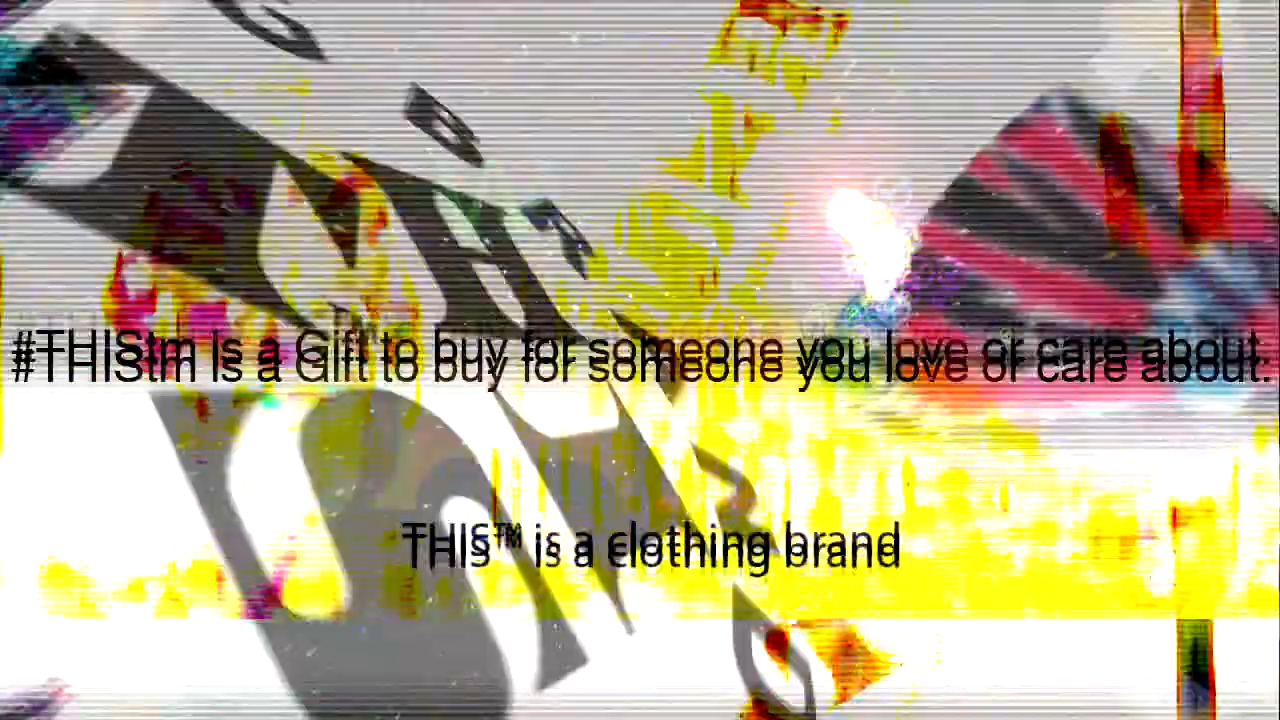 #THIStm is a Gift to buy for someone you love or care about.
THIS™ is a clothing brand